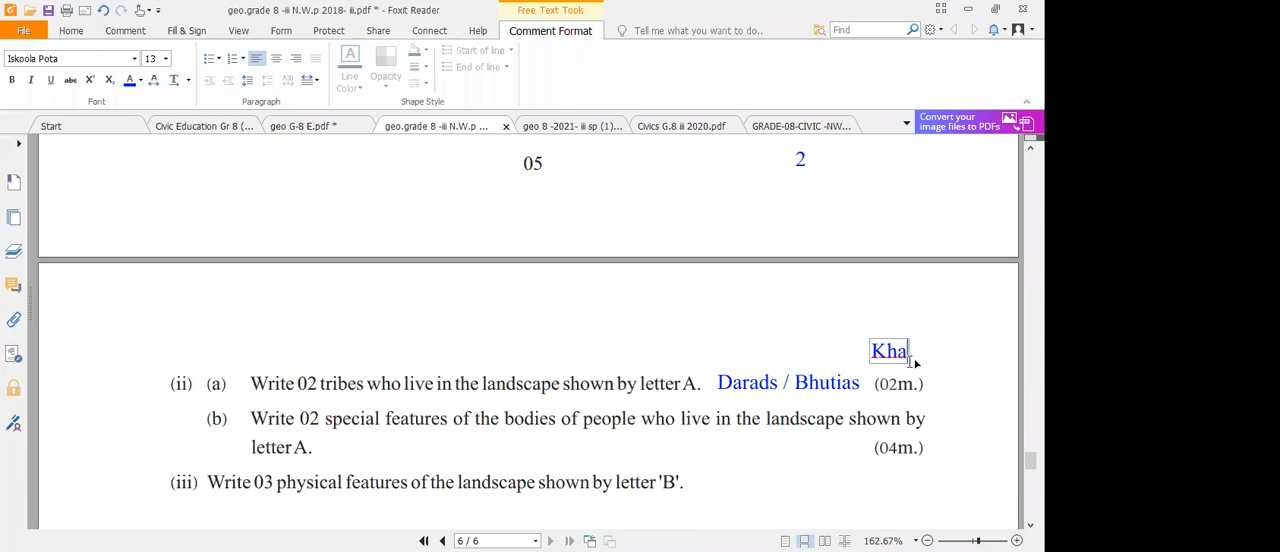 geo.grade 8 -iii N.W.p 2018- iii.pdf * - Foxit Reader
Free Text Tools
File Home Comment Fill & Sign View Form Protect Share Connect Help Comment Format Tell me what you want to do.. Find
Iskoola Pota 13
Line Color Opacity Start of line
End of line
B I U abc X² X₂ A A T
Font Paragraph Shape Style
Start Civic Education Gr 8 (... geo G-8 E.pdf * geo.grade 8 -iii N.W.p ... geo 8 -2021- ii sp (1)... Civics G.8 ii 2020.pdf GRADE-08-CIVIC -NW... Convert your image files to PDFs
05 2
Kha
(ii) (a) Write 02 tribes who live in the landscape shown by letter A. Darads / Bhutias (02m.)
(b) Write 02 special features of the bodies of people who live in the landscape shown by
letter A. (04m.)
(iii) Write 03 physical features of the landscape shown by letter 'B'.
6 / 6 162.67%